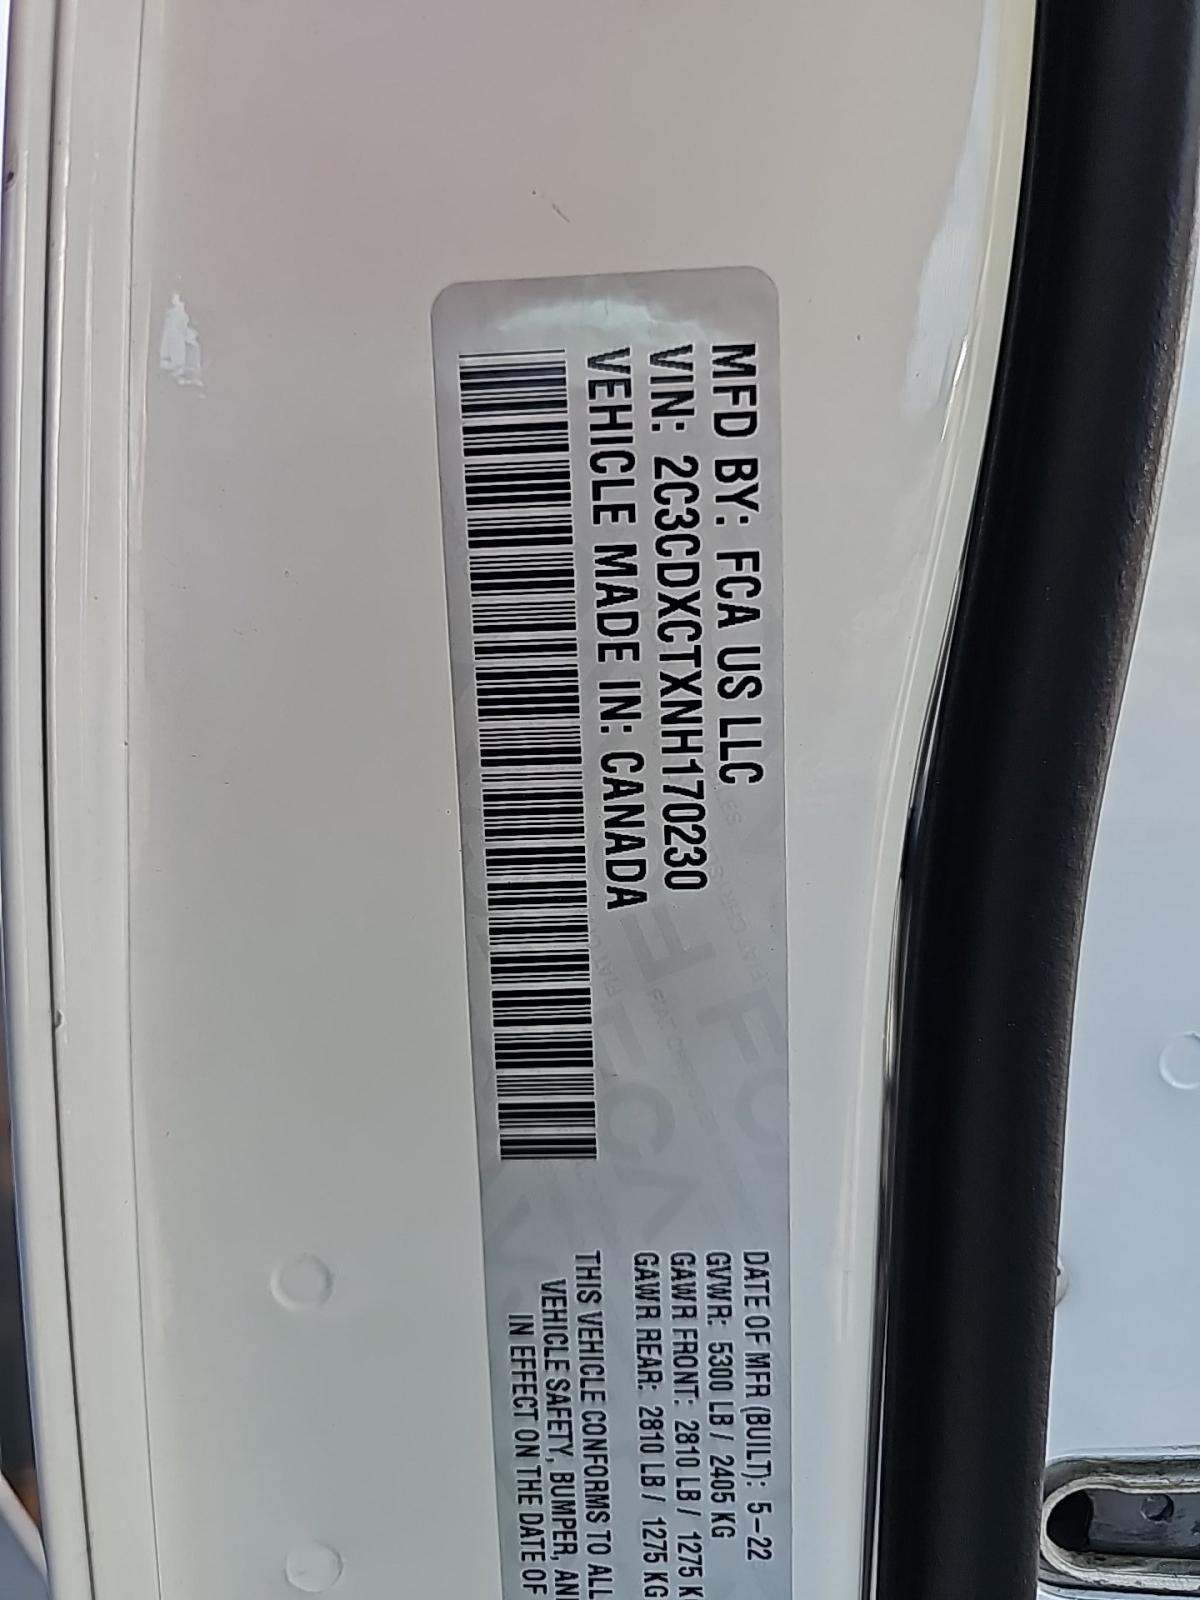 MFD BY: FCA US LLC
VIN: 2C3CDXCTXNH170230
VEHICLE MADE IN: CANADA
DATE OF MFR (BUILT): 5-22
GVWR: 5300 LB / 2405 KG
GAWR FRONT: 2810 LB / 1275 K
GAWR REAR: 2810 LB / 1275 KG
THIS VEHICLE CONFORMS TO ALL
VEHICLE SAFETY, BUMPER, AN
IN EFFECT ON THE DATE OF